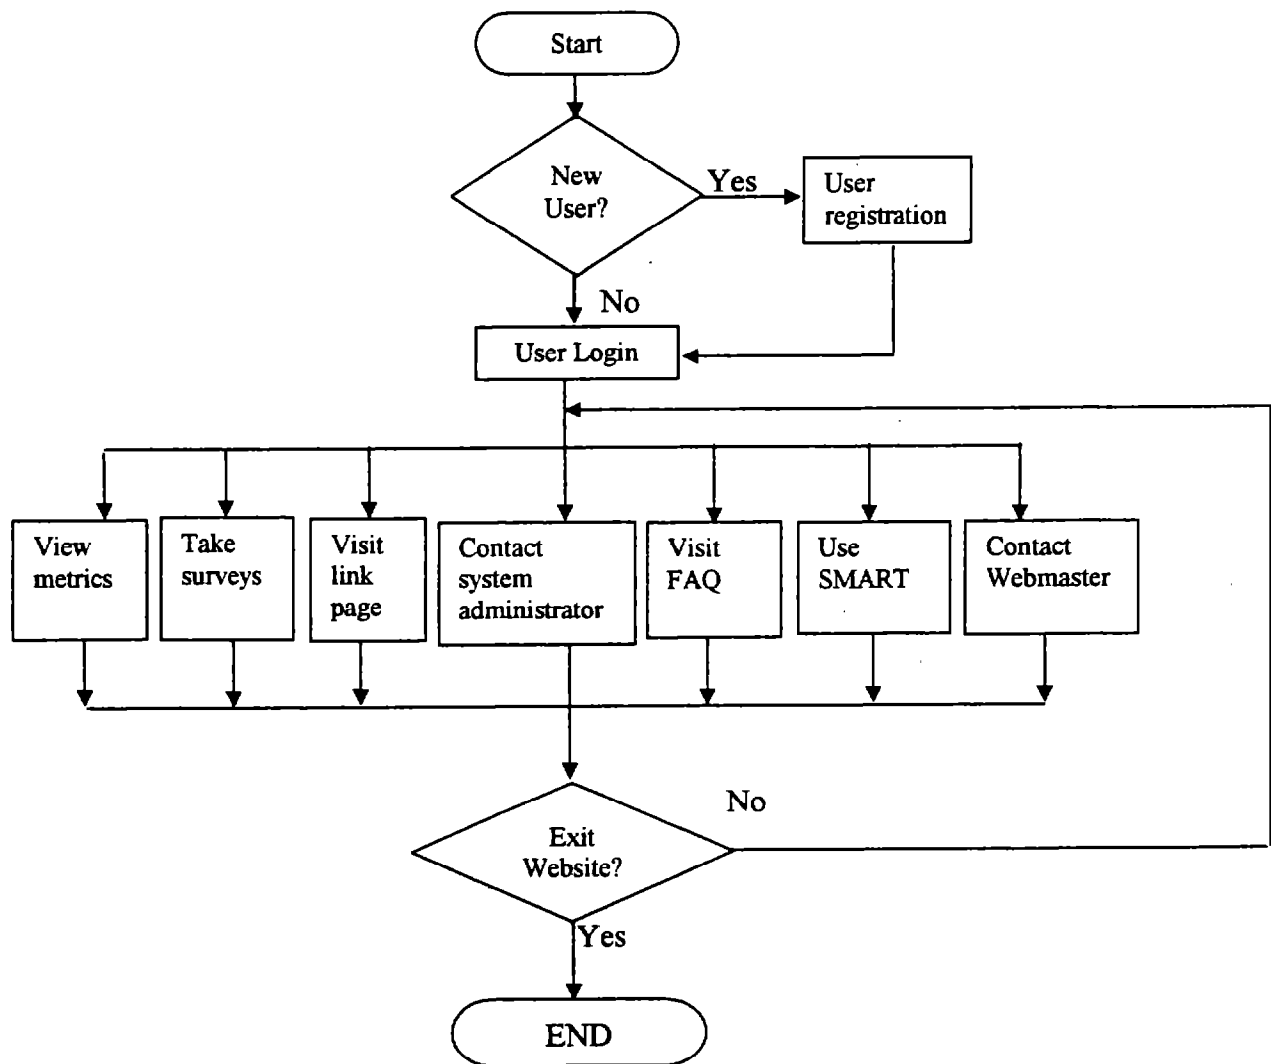 Start
New
User?
Yes
User
registration
No
User Login
View
metrics
Take
surveys
Visit
link
page
Contact
system
administrator
Visit
FAQ
Use
SMART
Contact
Webmaster
No
Exit
Website?
Yes
END